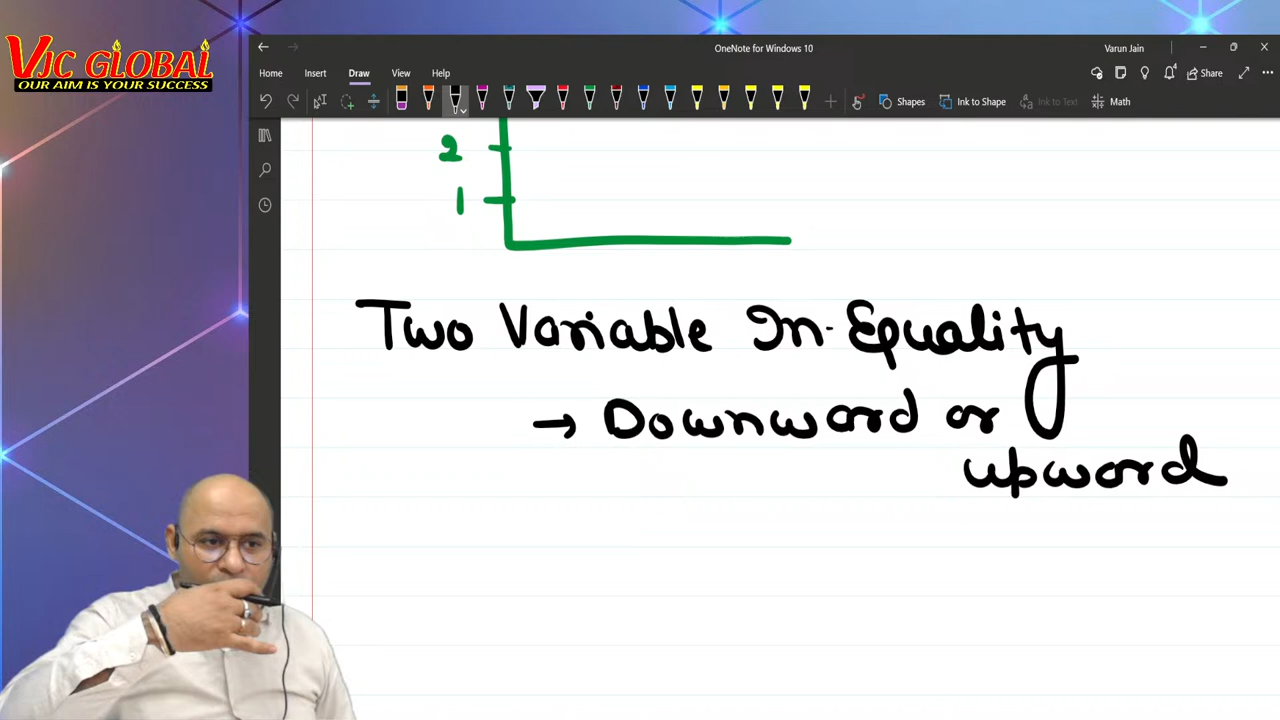 VJC GLOBAL
OUR AIM IS YOUR SUCCESS
OneNote for Windows 10
Varun Jain
Home Insert Draw View Help
4
Share
Shapes
Ink to Shape
Ink to Text
Math
2
1
Two Variable In-Equality
→ Downword or
upword